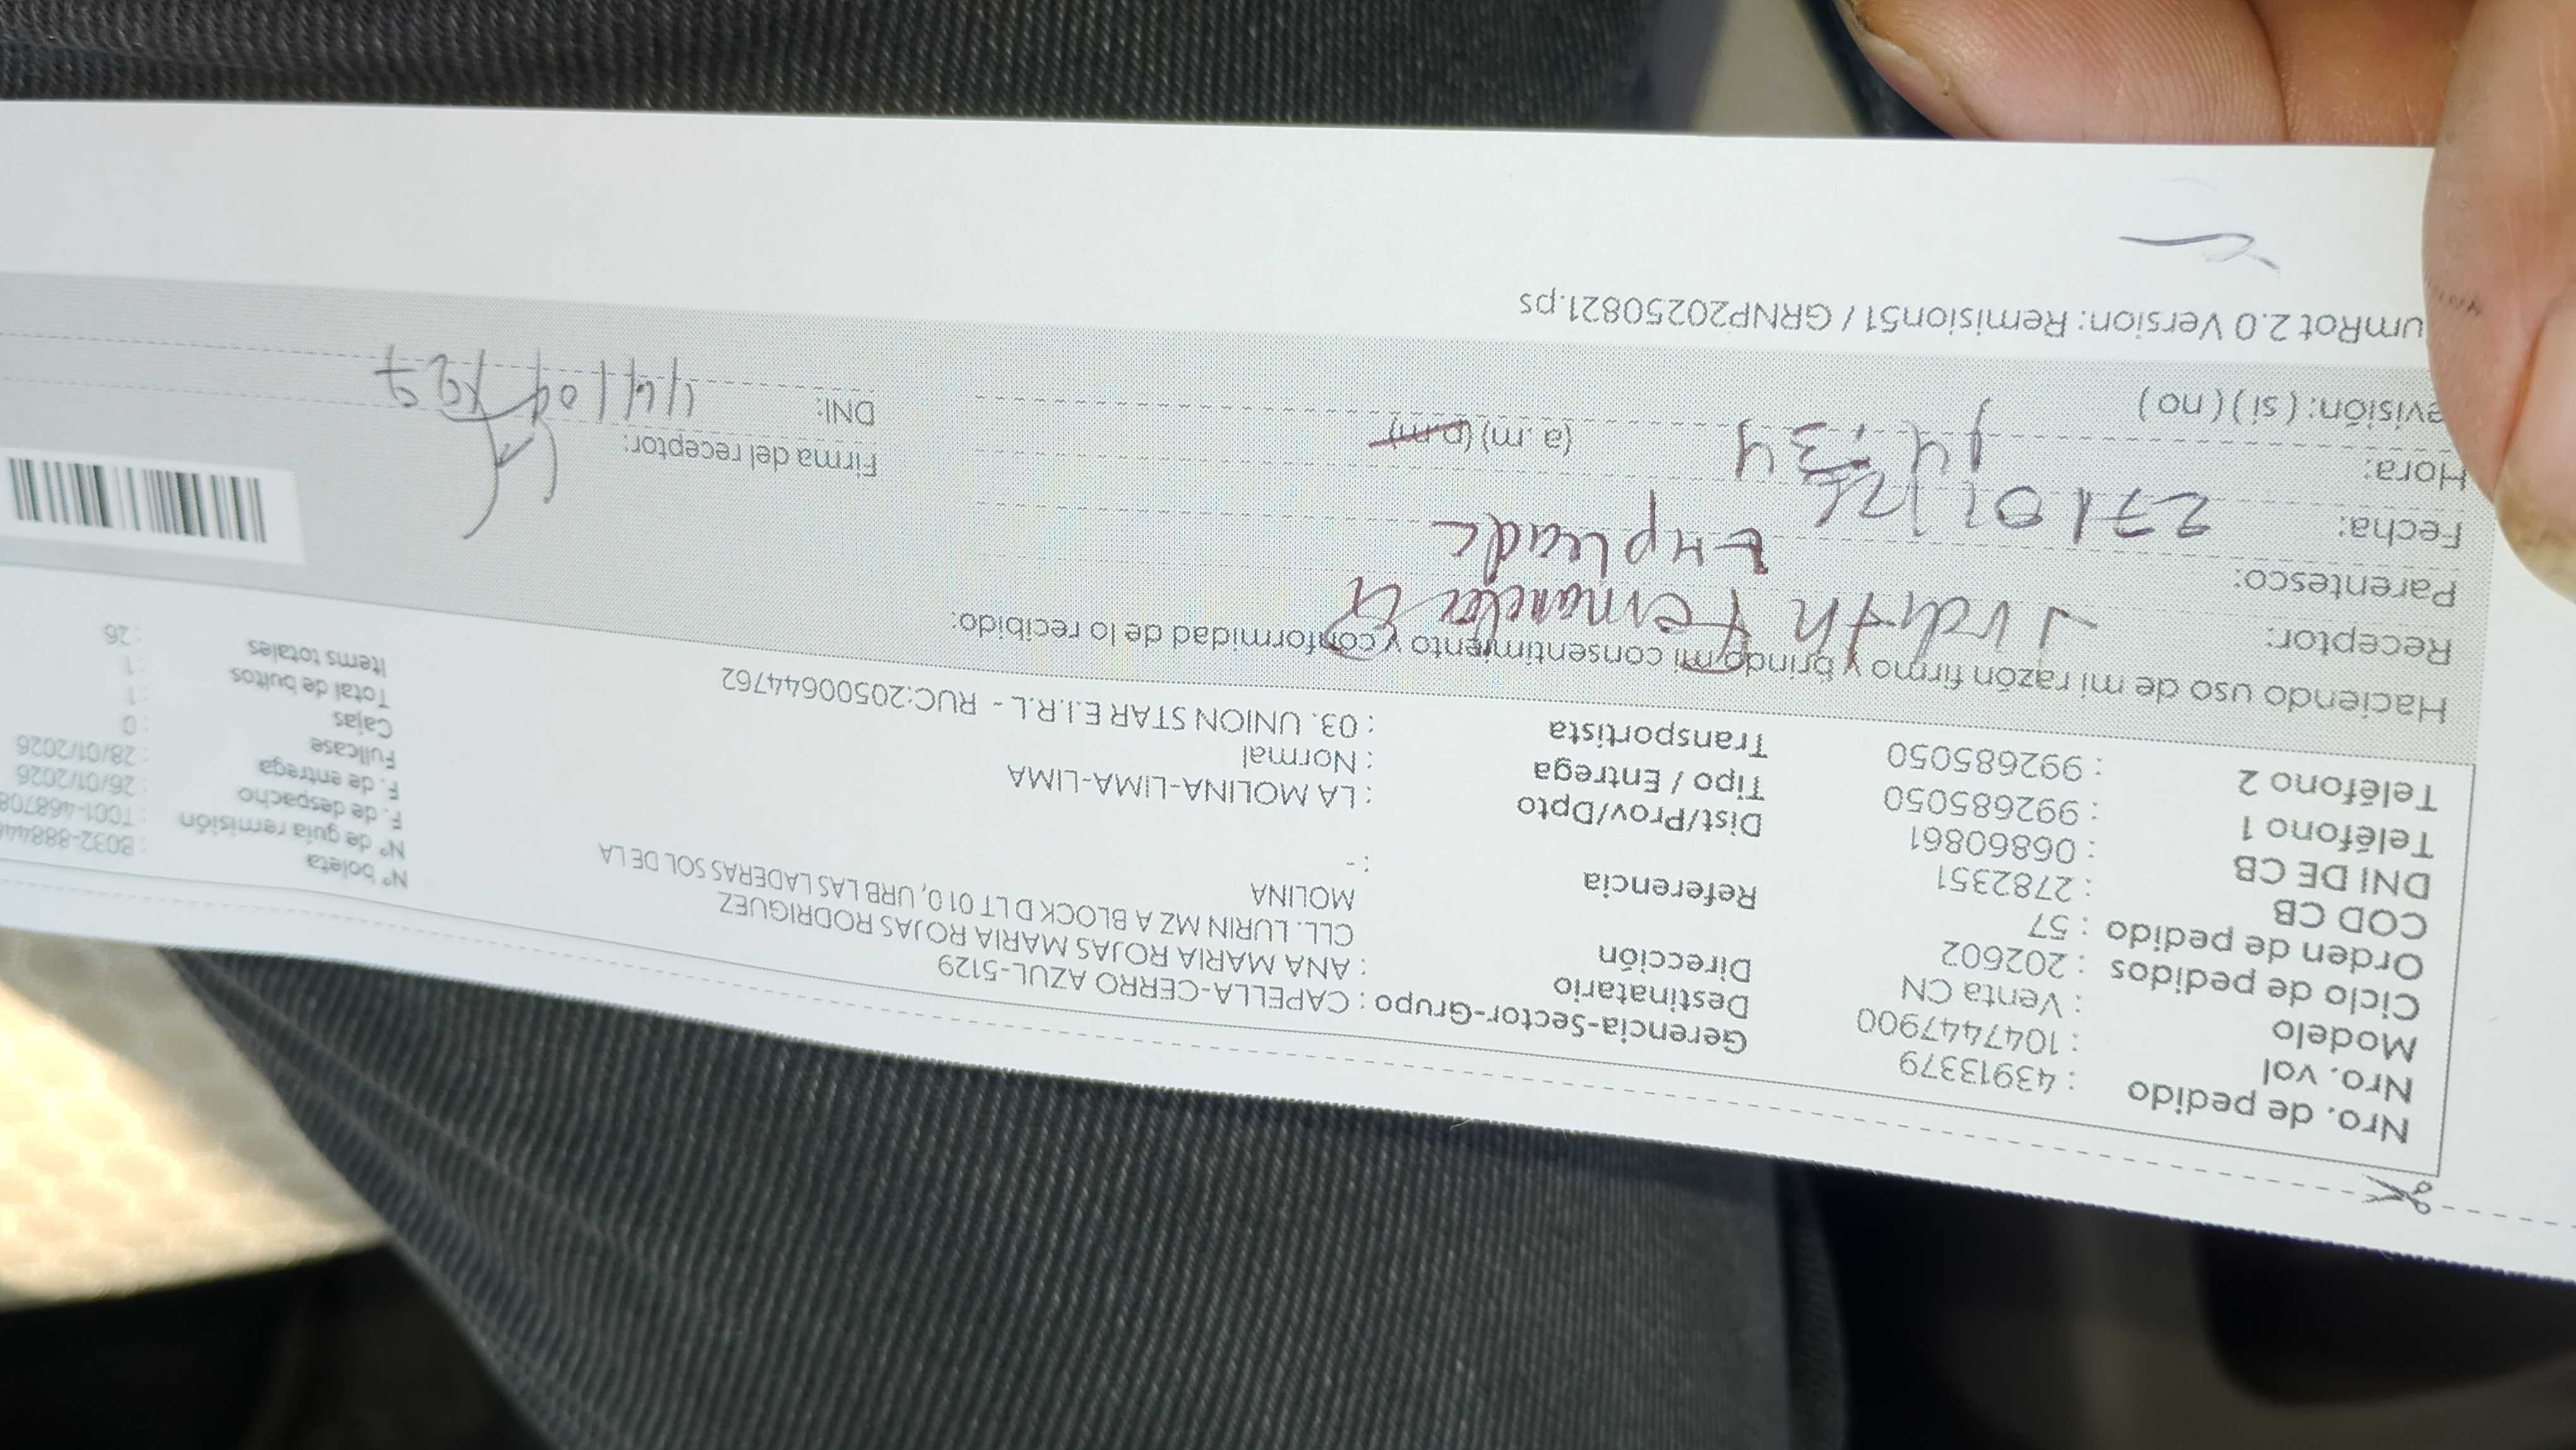 Nro. de pedido : 43913379
Nro. vol : 1047447900
Modelo : Venta CN
Ciclo de pedidos : 202602
Orden de pedido : 57
COD CB : 2782351
DNI DE CB : 06860861
Teléfono 1 : 992685050
Teléfono 2 : 992685050
Gerencia-Sector-Grupo : CAPELLA-CERRO AZUL-5129
Destinatario : ANA MARIA ROJAS MARIA ROJAS RODRIGUEZ
Dirección CLL. LURIN MZ A BLOCK D LT 010, URB LAS LADERAS SOL DE LA
MOLINA
Referencia : -
Dist/Prov/Dpto : LA MOLINA-LIMA-LIMA
Tipo / Entrega : Normal
Transportista : 03. UNION STAR E.I.R.L - RUC:20500644762
N° boleta : B032-88844
N° de guía remisión : T001-468708
F. de despacho : 26/01/2026
F. de entrega : 28/01/2026
Fullcase : 0
Cajas : 1
Total de bultos : 1
Items totales : 26
Haciendo uso de mi razón firmo y brindo mi consentimiento y conformidad de lo recibido:
Receptor: Judith Fernandez
Parentesco: Empleada
Fecha: 27/01/26
Hora: 14:34 (a.m) (p.m)
evisión: ( si ) ( no )
Firma del receptor:
DNI:
umRot 2.0 Version: Remision51 / GRNP20250821.ps